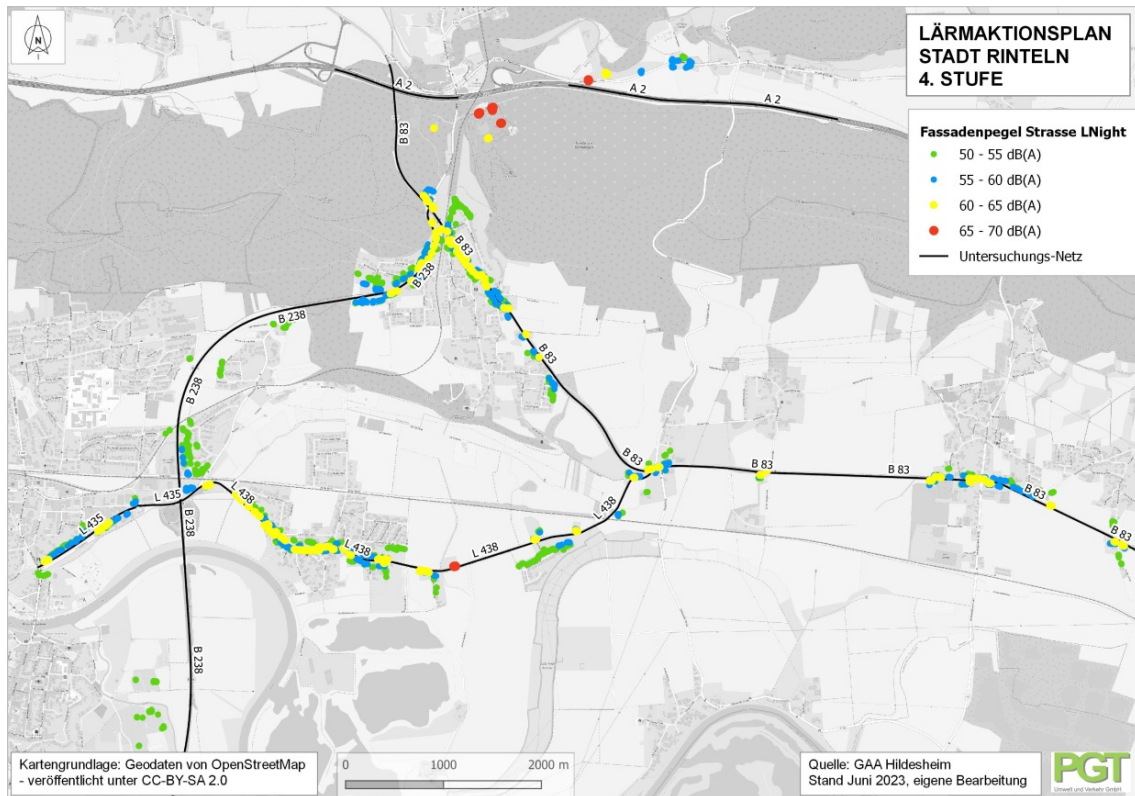 N
LÄRMAKTIONSPLAN
STADT RINTELN
4. STUFE
Fassadenpegel Strasse LNight
50 - 55 dB(A)
55 - 60 dB(A)
60 - 65 dB(A)
65 - 70 dB(A)
Untersuchungs-Netz
A 2
A 2
A 2
B 83
B 83
B 238
B 238
B 83
B 238
B 83
B 83
B 83
B 83
L 435
L 438
L 438
B 238
L 435
L 438
L 438
B 83
B 238
Kartengrundlage: Geodaten von OpenStreetMap
- veröffentlicht unter CC-BY-SA 2.0
0
1000
2000 m
Quelle: GAA Hildesheim
Stand Juni 2023, eigene Bearbeitung
PGT
Umwelt und Verkehr GmbH